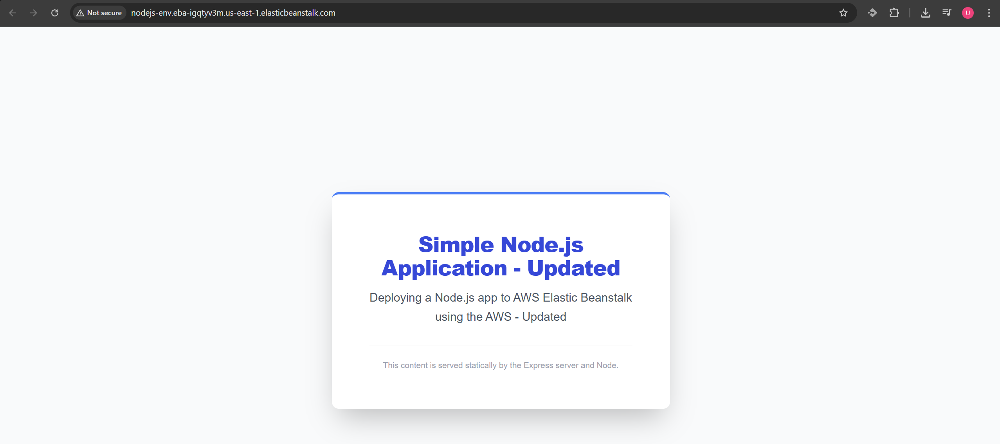 Not secure
nodejs-env.eba-igqtyv3m.us-east-1.elasticbeanstalk.com
U
Simple Node.js
Application - Updated
Deploying a Node.js app to AWS Elastic Beanstalk
using the AWS - Updated
This content is served statically by the Express server and Node.